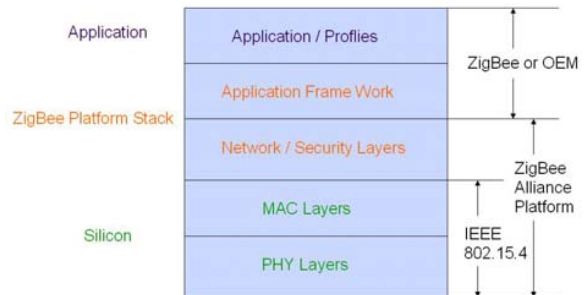 Application
Application / Proflies
ZigBee or OEM
Application Frame Work
ZigBee Platform Stack
Network / Security Layers
ZigBee
Alliance
Platform
MAC Layers
IEEE
802.15.4
Silicon
PHY Layers